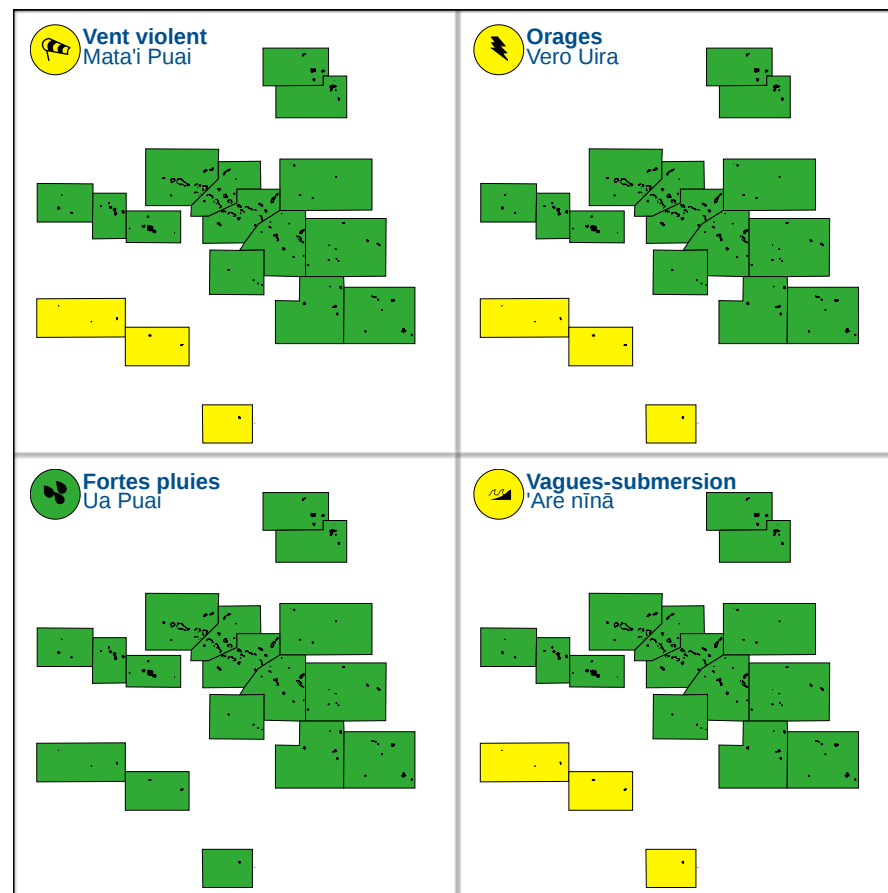 Vent violent
Mata'i Puai
Orages
Vero Uira
Fortes pluies
Ua Puai
Vagues-submersion
'Are nīnā